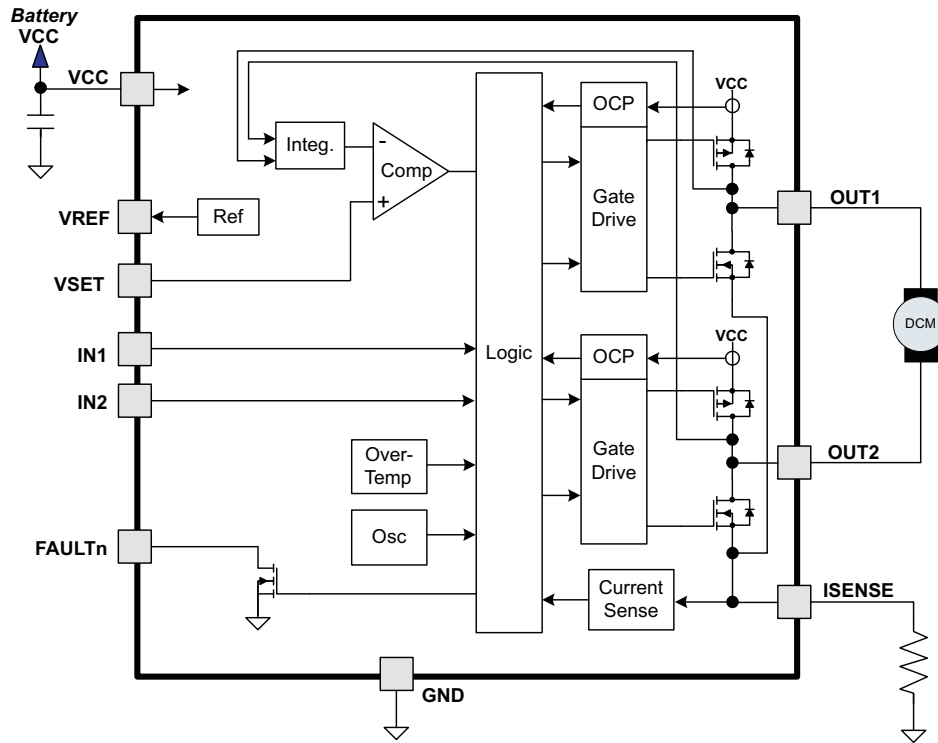 Battery
VCC
VCC
VREF
VSET
IN1
IN2
FAULTn
Integ.
-
Comp
+
Ref
Logic
Over-
Temp
Osc
OCP
Gate
Drive
VCC
OCP
Gate
Drive
VCC
Current
Sense
OUT1
DCM
OUT2
ISENSE
GND